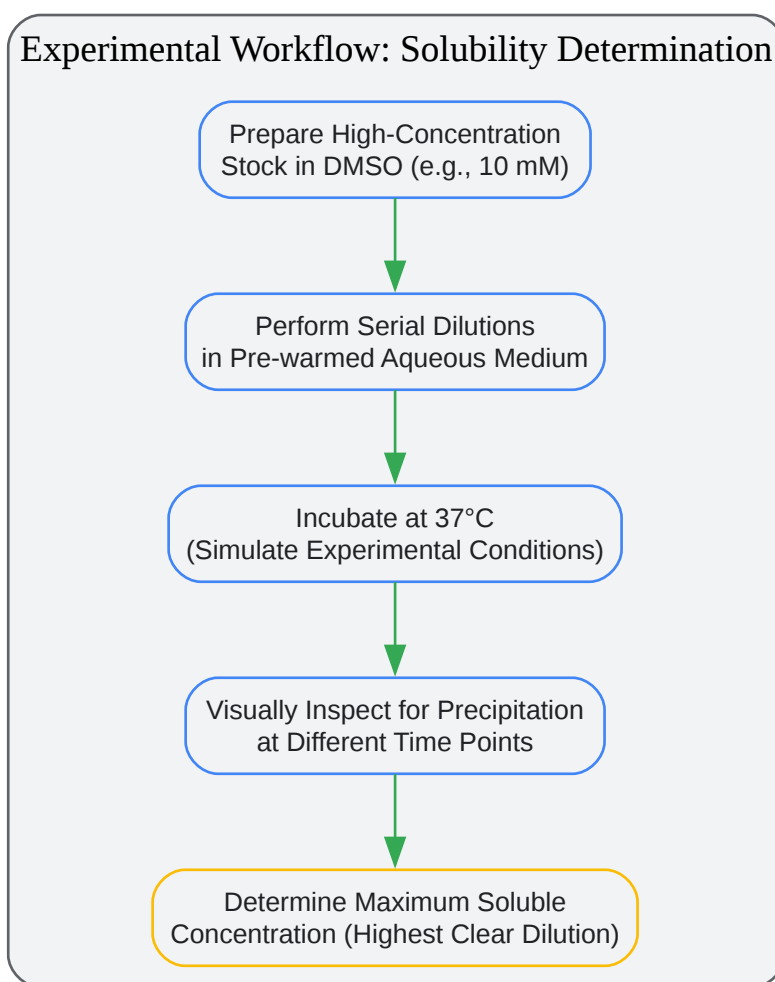 Experimental Workflow: Solubility Determination
Prepare High-Concentration
Stock in DMSO (e.g., 10 mM)
Perform Serial Dilutions
in Pre-warmed Aqueous Medium
Incubate at 37°C
(Simulate Experimental Conditions)
Visually Inspect for Precipitation
at Different Time Points
Determine Maximum Soluble
Concentration (Highest Clear Dilution)